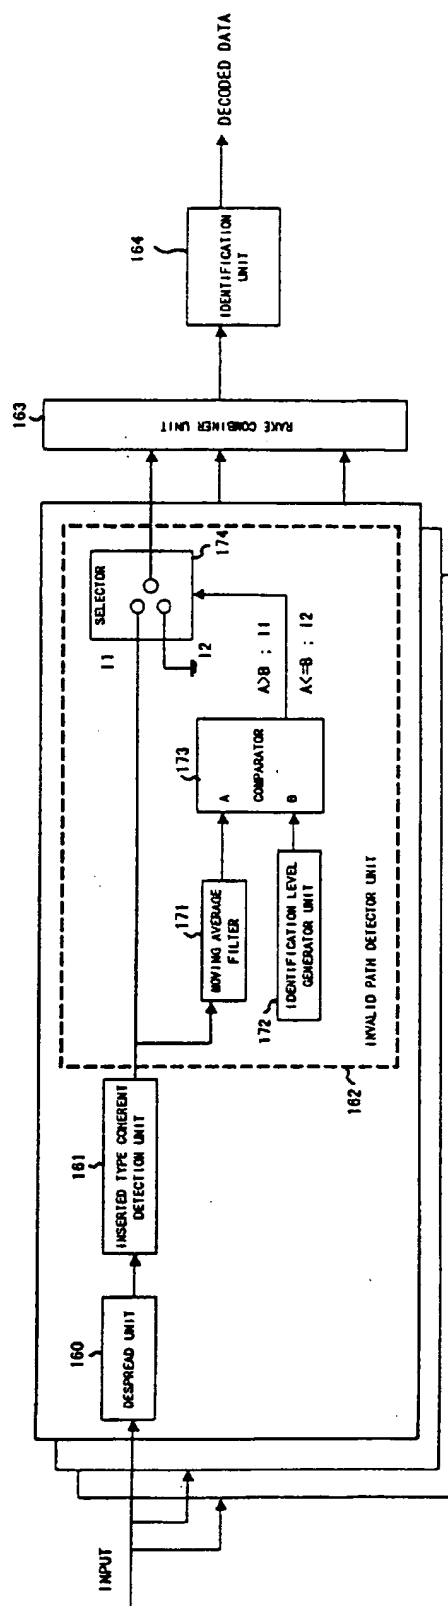 INPUT
160
DESPREAD UNIT
161
INSERTED TYPE COHERENT
DETECTION UNIT
162
INVALID PATH DETECTOR UNIT
171
MOVING AVERAGE
FILTER
172
IDENTIFICATION LEVEL
GENERATOR UNIT
173
A
COMPARATOR
B
A>B : I1
A<=B : I2
SELECTOR
I1
I2
174
163
RAKE COMBINER UNIT
164
IDENTIFICATION
UNIT
DECODED DATA